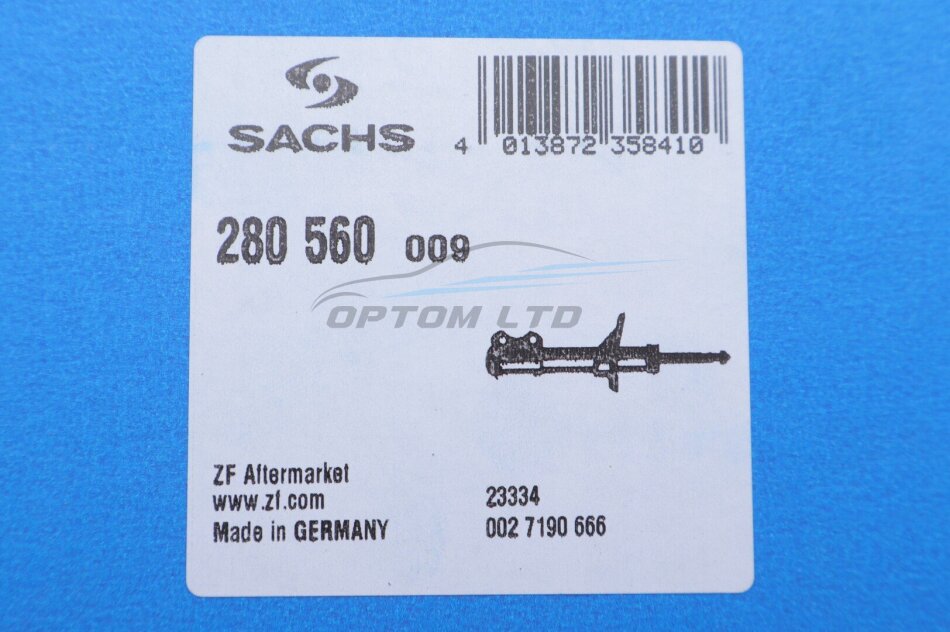 SACHS
4 013872 358410
280 560 009
OPTOM LTD
ZF Aftermarket
www.zf.com
Made in GERMANY
23334
002 7190 666